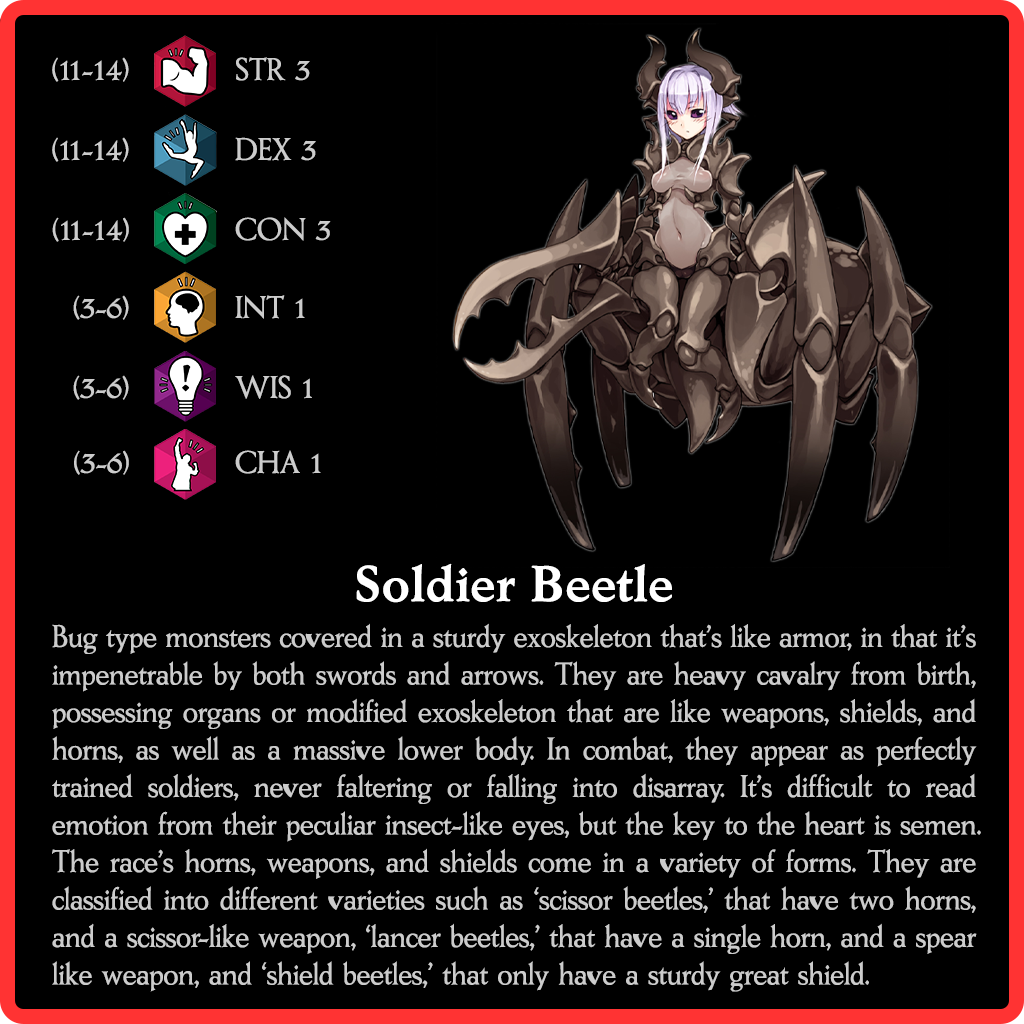 (11-14) STR 3
(11-14) DEX 3
(11-14) CON 3
(3-6) INT 1
(3-6) WIS 1
(3-6) CHA 1
Soldier Beetle
Bug type monsters covered in a sturdy exoskeleton that's like armor, in that it's
impenetrable by both swords and arrows. They are heavy cavalry from birth,
possessing organs or modified exoskeleton that are like weapons, shields, and
horns, as well as a massive lower body. In combat, they appear as perfectly
trained soldiers, never faltering or falling into disarray. It's difficult to read
emotion from their peculiar insect-like eyes, but the key to the heart is semen.
The race's horns, weapons, and shields come in a variety of forms. They are
classified into different varieties such as 'scissor beetles,' that have two horns,
and a scissor-like weapon, 'lancer beetles,' that have a single horn, and a spear
like weapon, and 'shield beetles,' that only have a sturdy great shield.